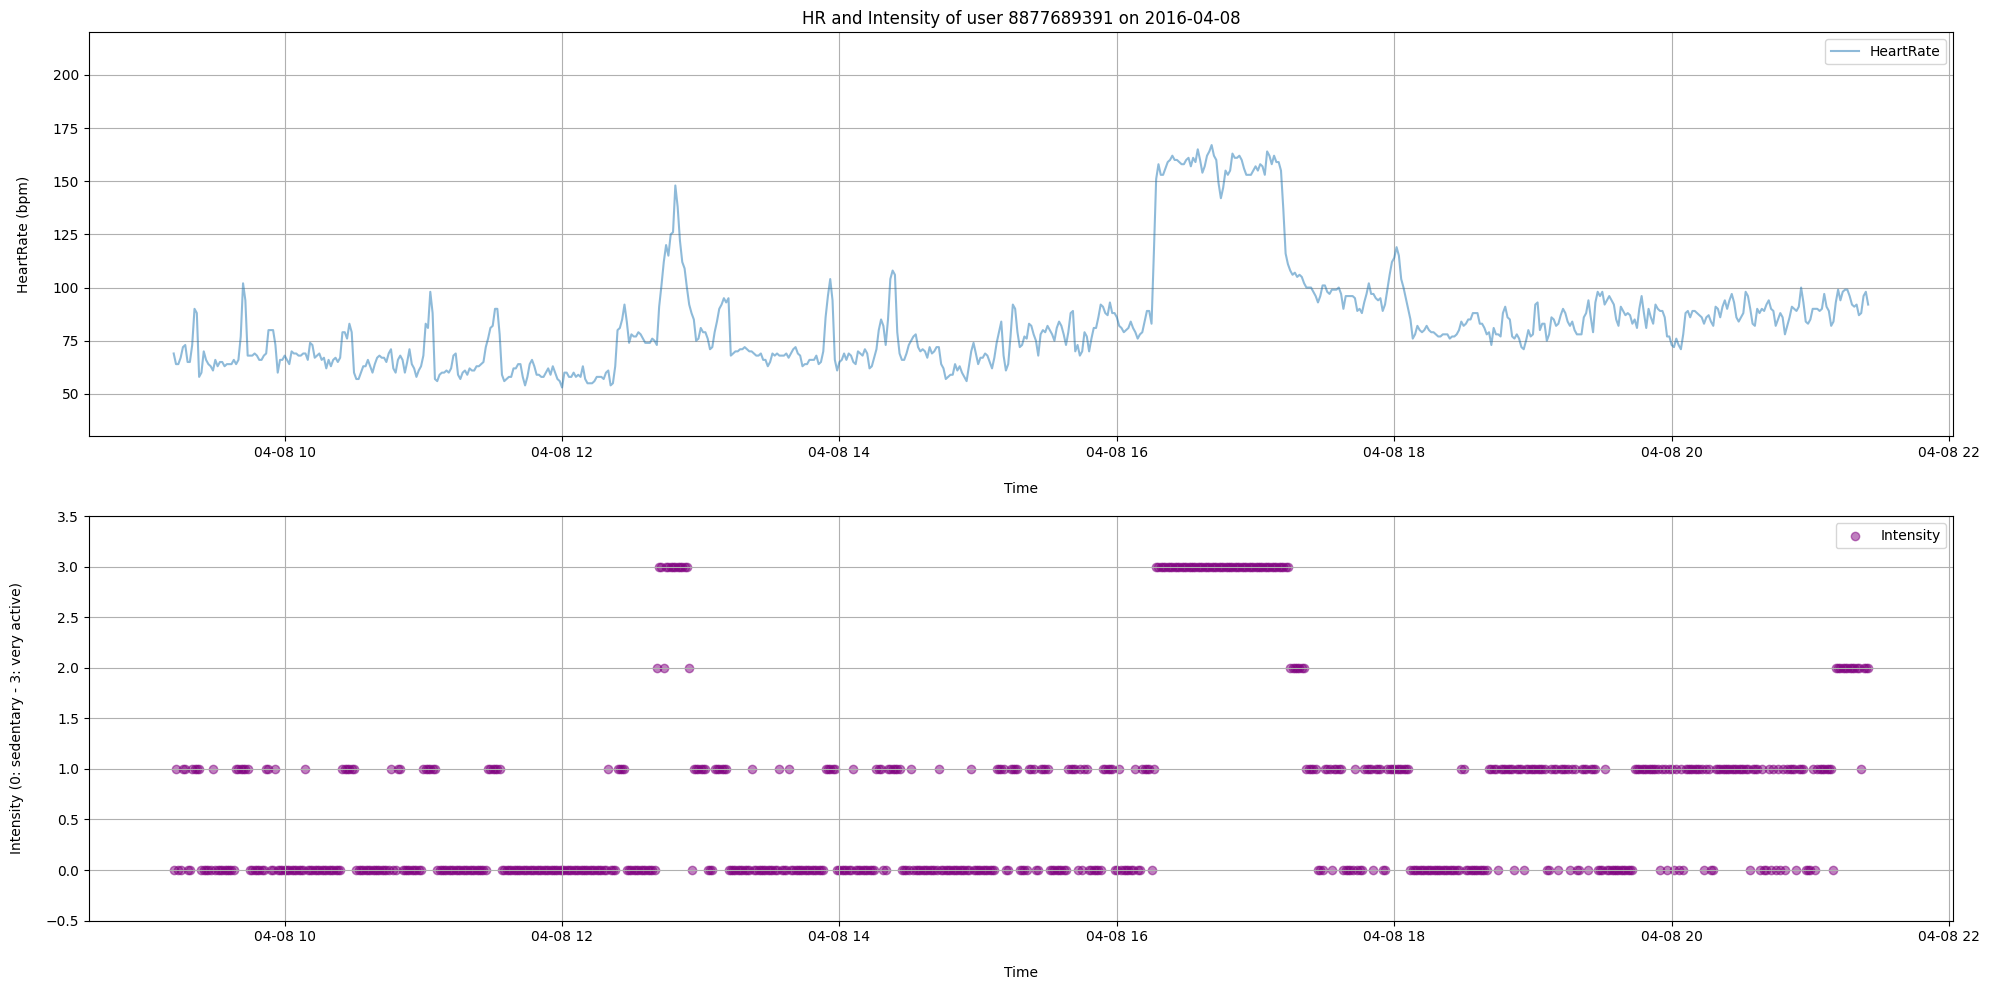 HR and Intensity of user 8877689391 on 2016-04-08
HeartRate
200
175
150
125
100
75
50
HeartRate (bpm)
04-08 10 04-08 12 04-08 14 04-08 16 04-08 18 04-08 20 04-08 22
Time
Intensity
3.5
3.0
2.5
2.0
1.5
1.0
0.5
0.0
−0.5
Intensity (0: sedentary - 3: very active)
04-08 10 04-08 12 04-08 14 04-08 16 04-08 18 04-08 20 04-08 22
Time